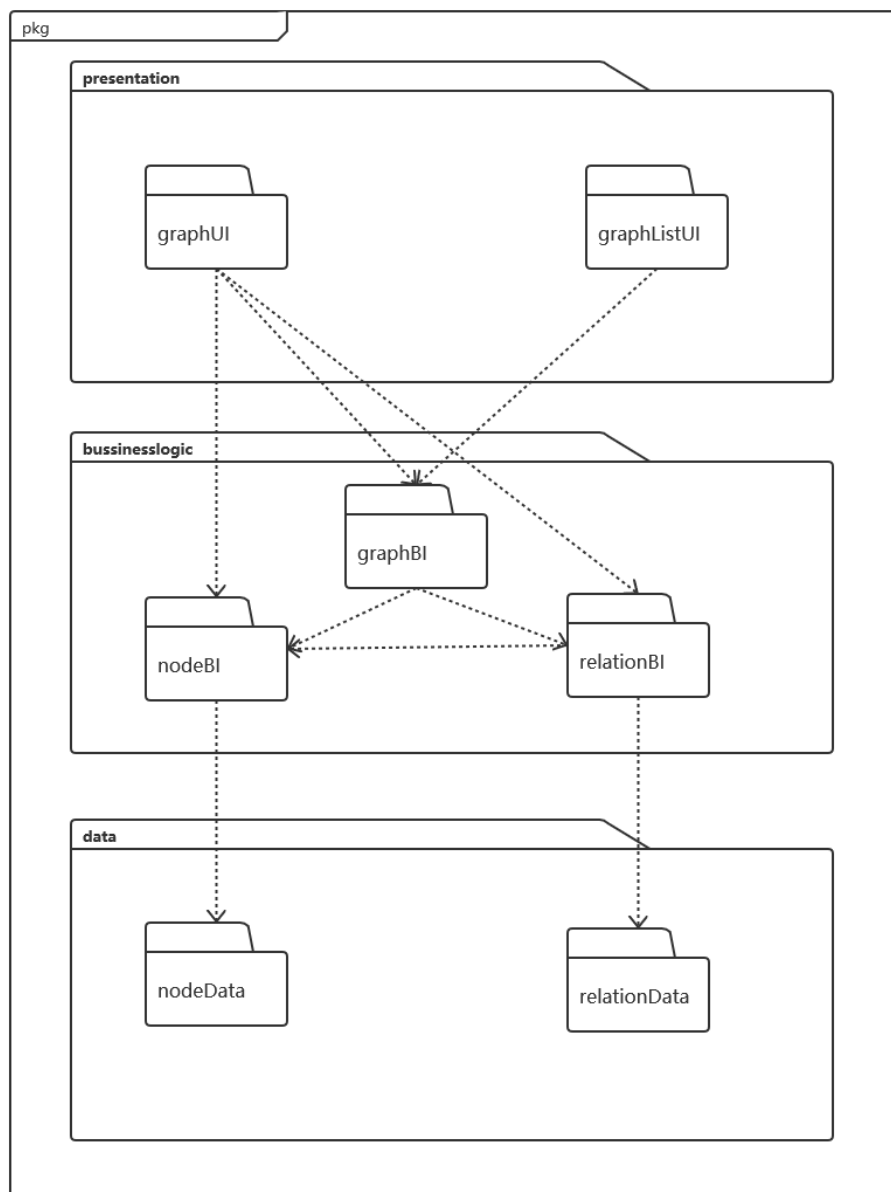 pkg
presentation
graphUI
graphListUI
bussinesslogic
graphBI
nodeBI
relationBI
data
nodeData
relationData